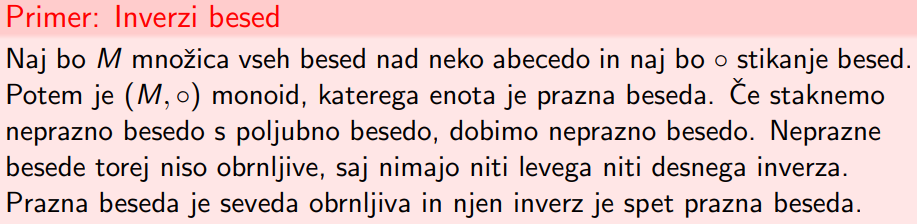 Primer: Inverzi besed
Naj bo M množica vseh besed nad neko abecedo in naj bo ∘ stikanje besed.
Potem je (M, ∘) monoid, katerega enota je prazna beseda. Če staknemo
neprazno besedo s poljubno besedo, dobimo neprazno besedo. Neprazne
besede torej niso obrnljive, saj nimajo niti levega niti desnega inverza.
Prazna beseda je seveda obrnljiva in njen inverz je spet prazna beseda.